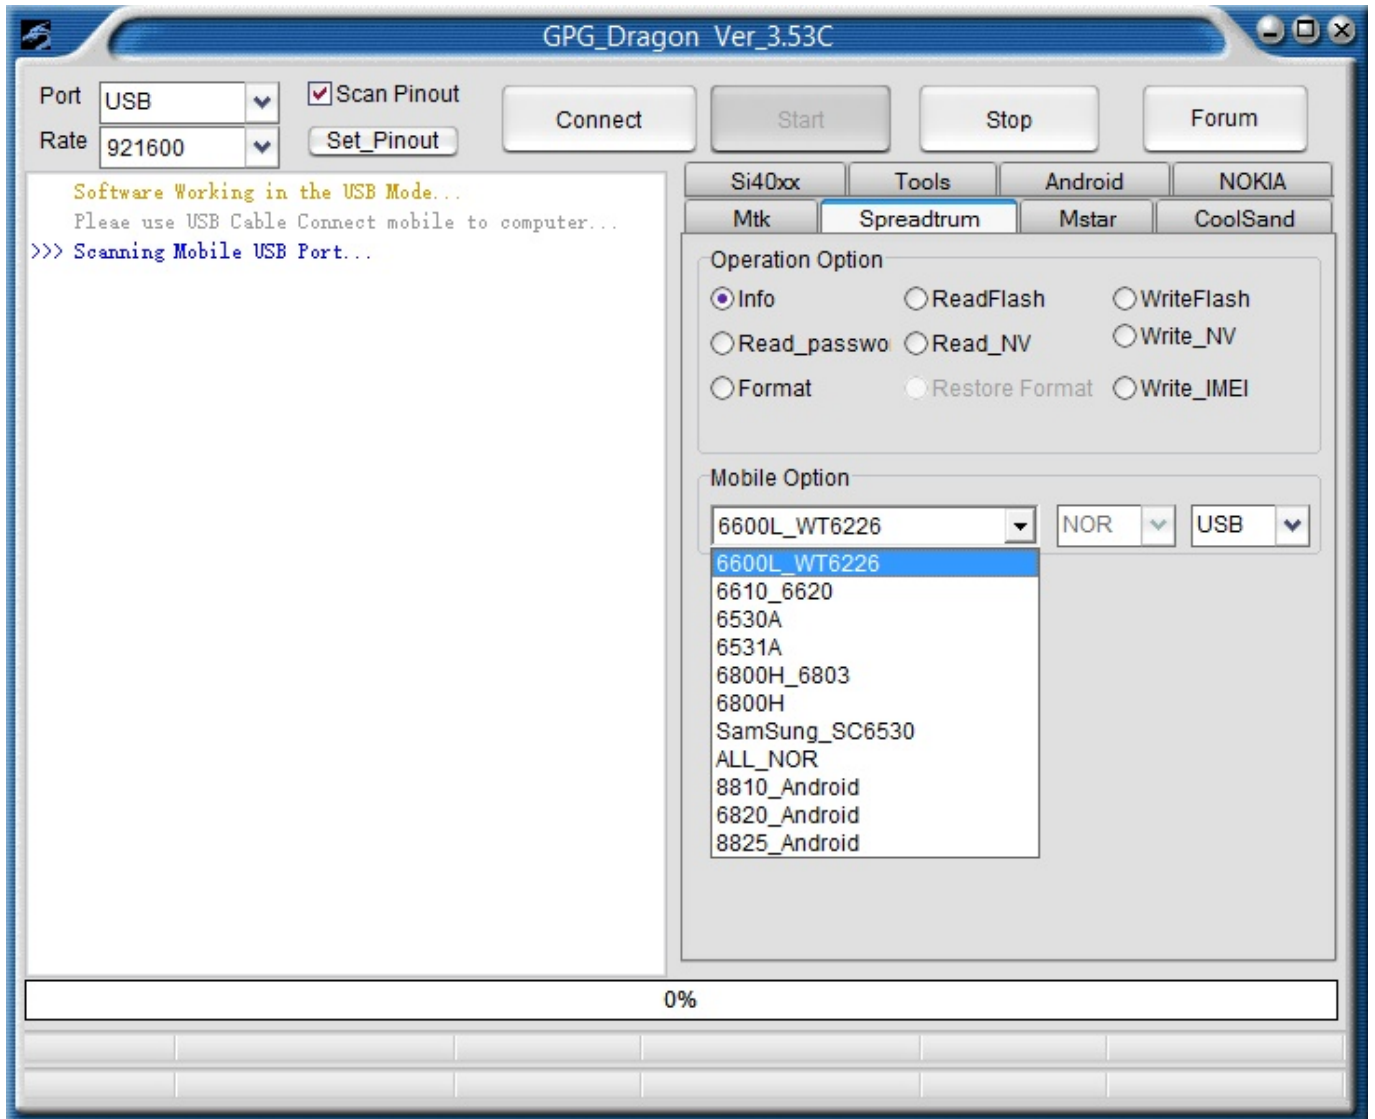 GPG_Dragon Ver_3.53C
Port USB Scan Pinout
Rate 921600 Set_Pinout
Connect Start Stop Forum
Software Working in the USB Mode...
Pleae use USB Cable Connect mobile to computer...
>>> Scanning Mobile USB Port...
Si40xx Tools Android NOKIA
Mtk Spreadtrum Mstar CoolSand
Operation Option
Info ReadFlash WriteFlash
Read_passwo Read_NV Write_NV
Format Restore Format Write_IMEI
Mobile Option
6600L_WT6226 NOR USB
6600L_WT6226
6610_6620
6530A
6531A
6800H_6803
6800H
SamSung_SC6530
ALL_NOR
8810_Android
6820_Android
8825_Android
0%